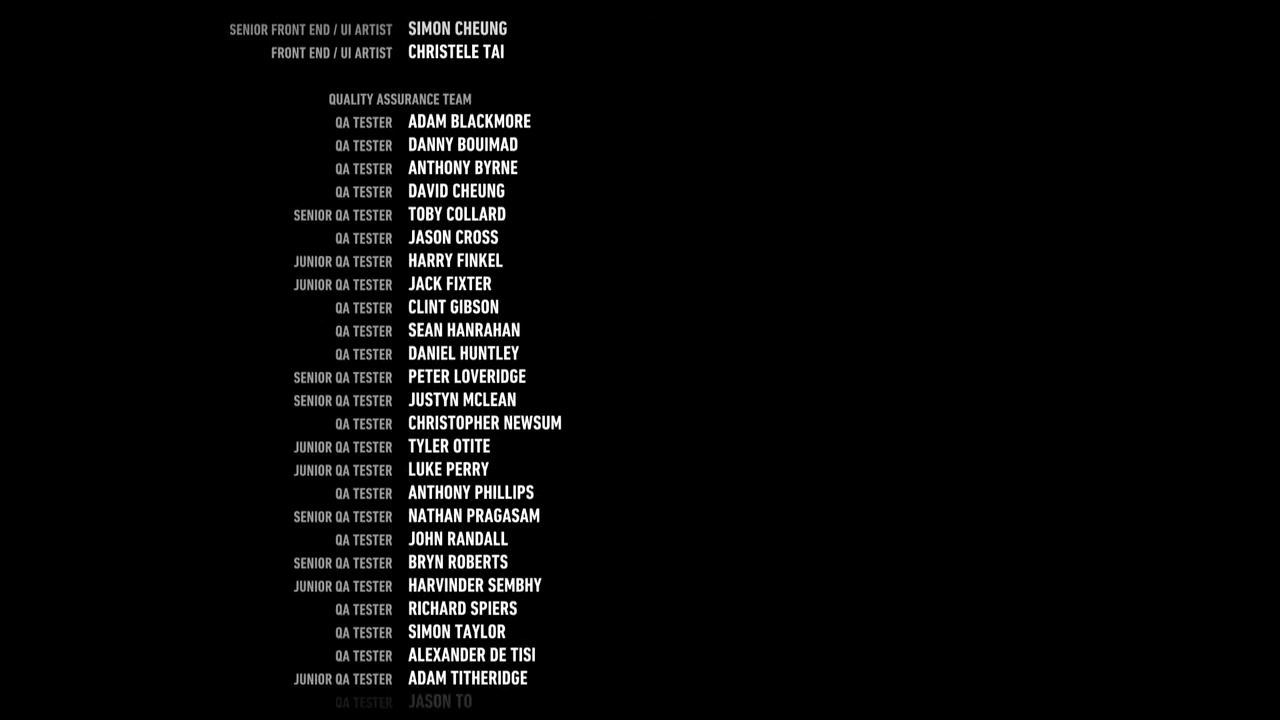 SENIOR FRONT END / UI ARTIST SIMON CHEUNG
FRONT END / UI ARTIST CHRISTELE TAI
QUALITY ASSURANCE TEAM
QA TESTER ADAM BLACKMORE
QA TESTER DANNY BOUIMAD
QA TESTER ANTHONY BYRNE
QA TESTER DAVID CHEUNG
SENIOR QA TESTER TOBY COLLARD
QA TESTER JASON CROSS
JUNIOR QA TESTER HARRY FINKEL
JUNIOR QA TESTER JACK FIXTER
QA TESTER CLINT GIBSON
QA TESTER SEAN HANRAHAN
QA TESTER DANIEL HUNTLEY
SENIOR QA TESTER PETER LOVERIDGE
SENIOR QA TESTER JUSTYN MCLEAN
QA TESTER CHRISTOPHER NEWSUM
JUNIOR QA TESTER TYLER OTITE
JUNIOR QA TESTER LUKE PERRY
QA TESTER ANTHONY PHILLIPS
SENIOR QA TESTER NATHAN PRAGASAM
QA TESTER JOHN RANDALL
SENIOR QA TESTER BRYN ROBERTS
JUNIOR QA TESTER HARVINDER SEMBHY
QA TESTER RICHARD SPIERS
QA TESTER SIMON TAYLOR
QA TESTER ALEXANDER DE TISI
JUNIOR QA TESTER ADAM TITHERIDGE
QA TESTER JASON TO